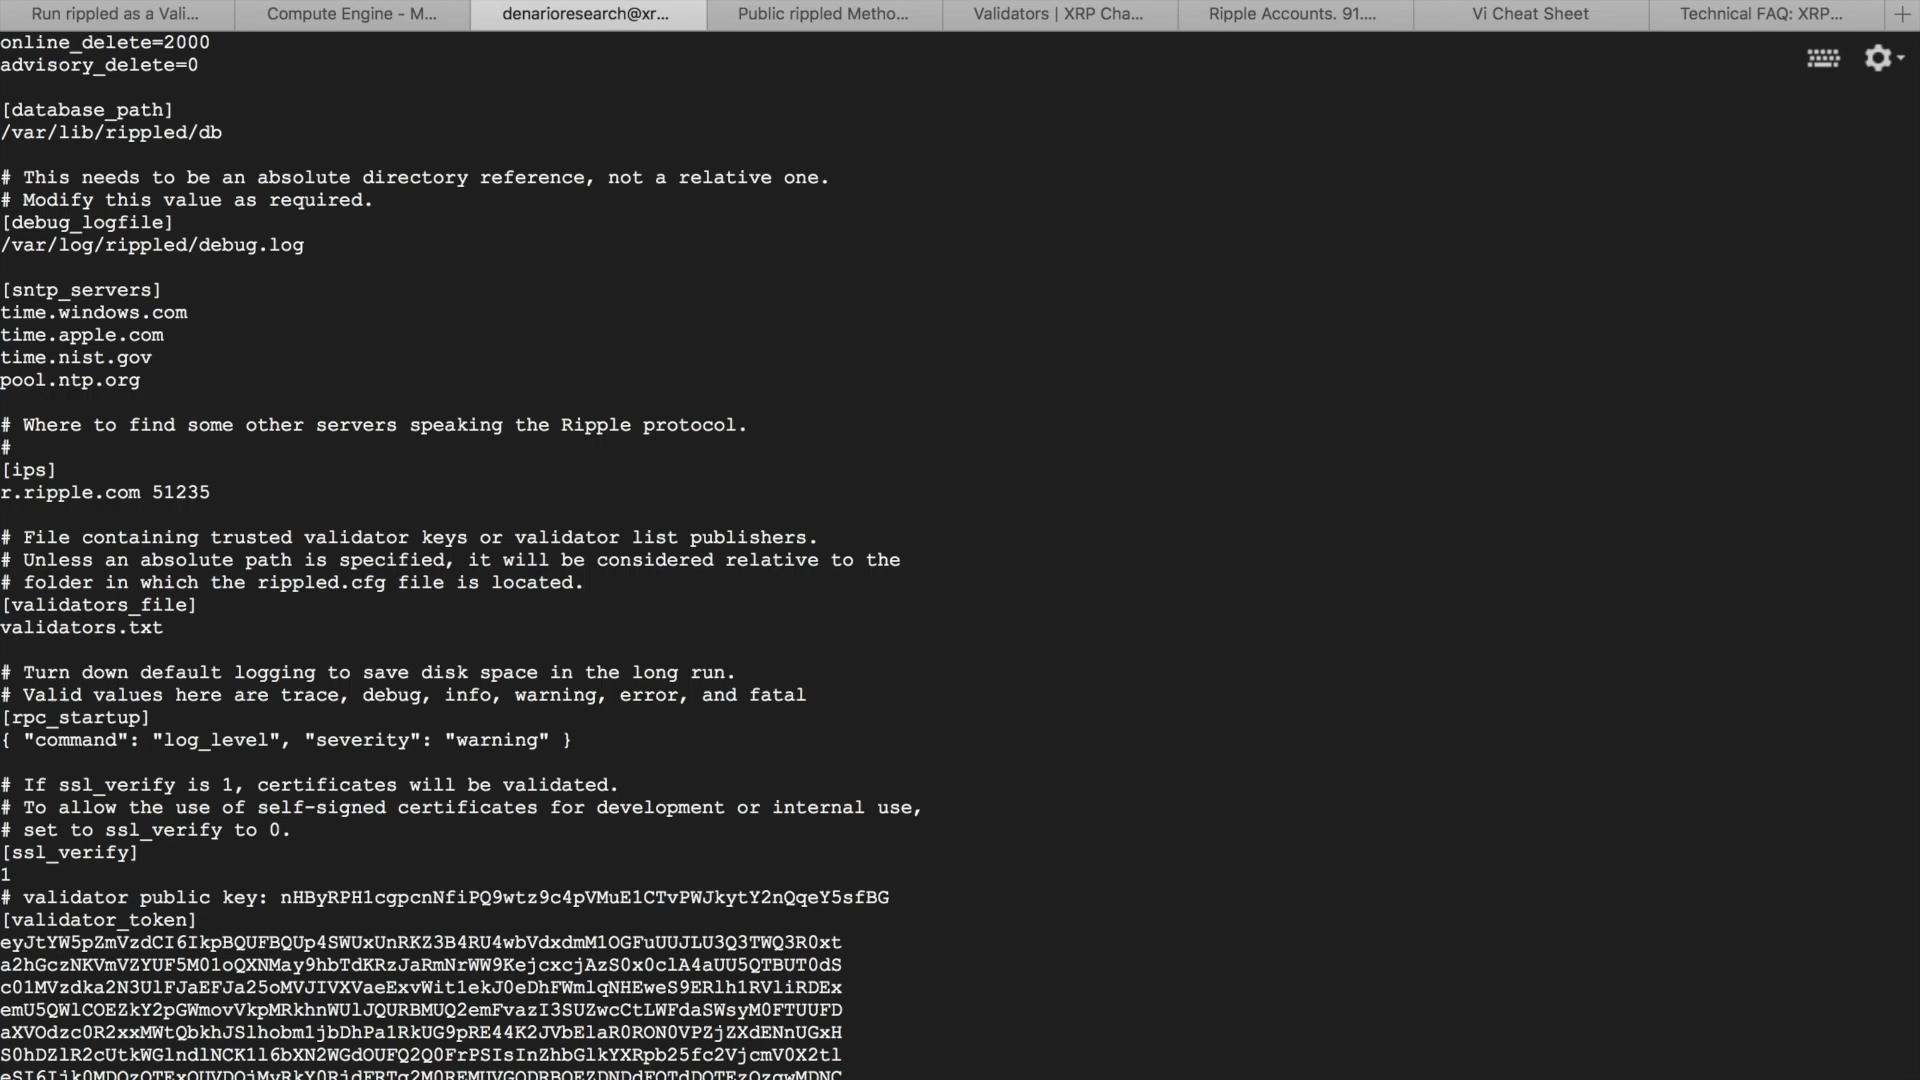 Run rippled as a Vali...
Compute Engine - M...
denarioresearch@xr...
Public rippled Metho...
Validators | XRP Cha...
Ripple Accounts. 91....
Vi Cheat Sheet
Technical FAQ: XRP...
online_delete=2000
advisory_delete=0
[database_path]
/var/lib/rippled/db
# This needs to be an absolute directory reference, not a relative one.
# Modify this value as required.
[debug_logfile]
/var/log/rippled/debug.log
[sntp_servers]
time.windows.com
time.apple.com
time.nist.gov
pool.ntp.org
# Where to find some other servers speaking the Ripple protocol.
#
[ips]
r.ripple.com 51235
# File containing trusted validator keys or validator list publishers.
# Unless an absolute path is specified, it will be considered relative to the
# folder in which the rippled.cfg file is located.
[validators_file]
validators.txt
# Turn down default logging to save disk space in the long run.
# Valid values here are trace, debug, info, warning, error, and fatal
[rpc_startup]
{ "command": "log_level", "severity": "warning" }
# If ssl_verify is 1, certificates will be validated.
# To allow the use of self-signed certificates for development or internal use,
# set to ssl_verify to 0.
[ssl_verify]
1
# validator public key: nHByRPH1cgpcnNfiPQ9wtz9c4pVMuE1CTvPWJkytY2nQqeY5sfBG
[validator_token]